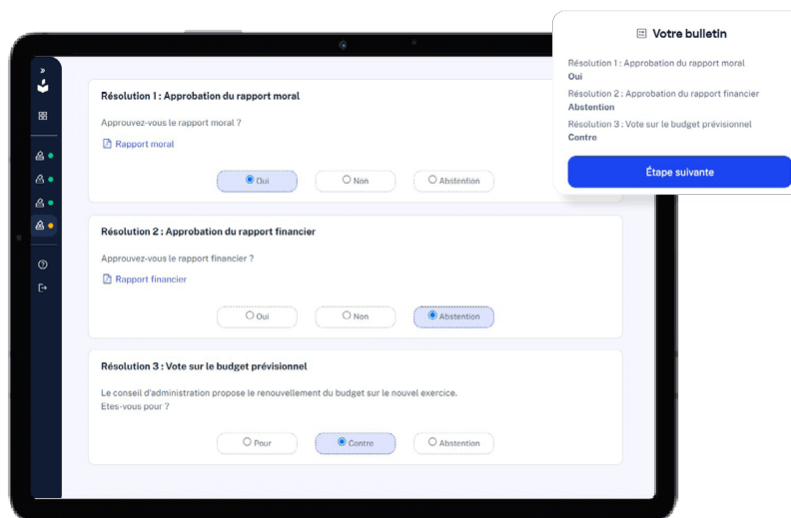 Résolution 1 : Approbation du rapport moral
Approuvez-vous le rapport moral ?
Rapport moral
Oui
Non
Abstention
Résolution 2 : Approbation du rapport financier
Approuvez-vous le rapport financier ?
Rapport financier
Oui
Non
Abstention
Résolution 3 : Vote sur le budget prévisionnel
Le conseil d'administration propose le renouvellement du budget sur le nouvel exercice.
Etes-vous pour ?
Pour
Contre
Abstention
Votre bulletin
Résolution 1 : Approbation du rapport moral
Oui
Résolution 2 : Approbation du rapport financier
Abstention
Résolution 3 : Vote sur le budget prévisionnel
Contre
Étape suivante